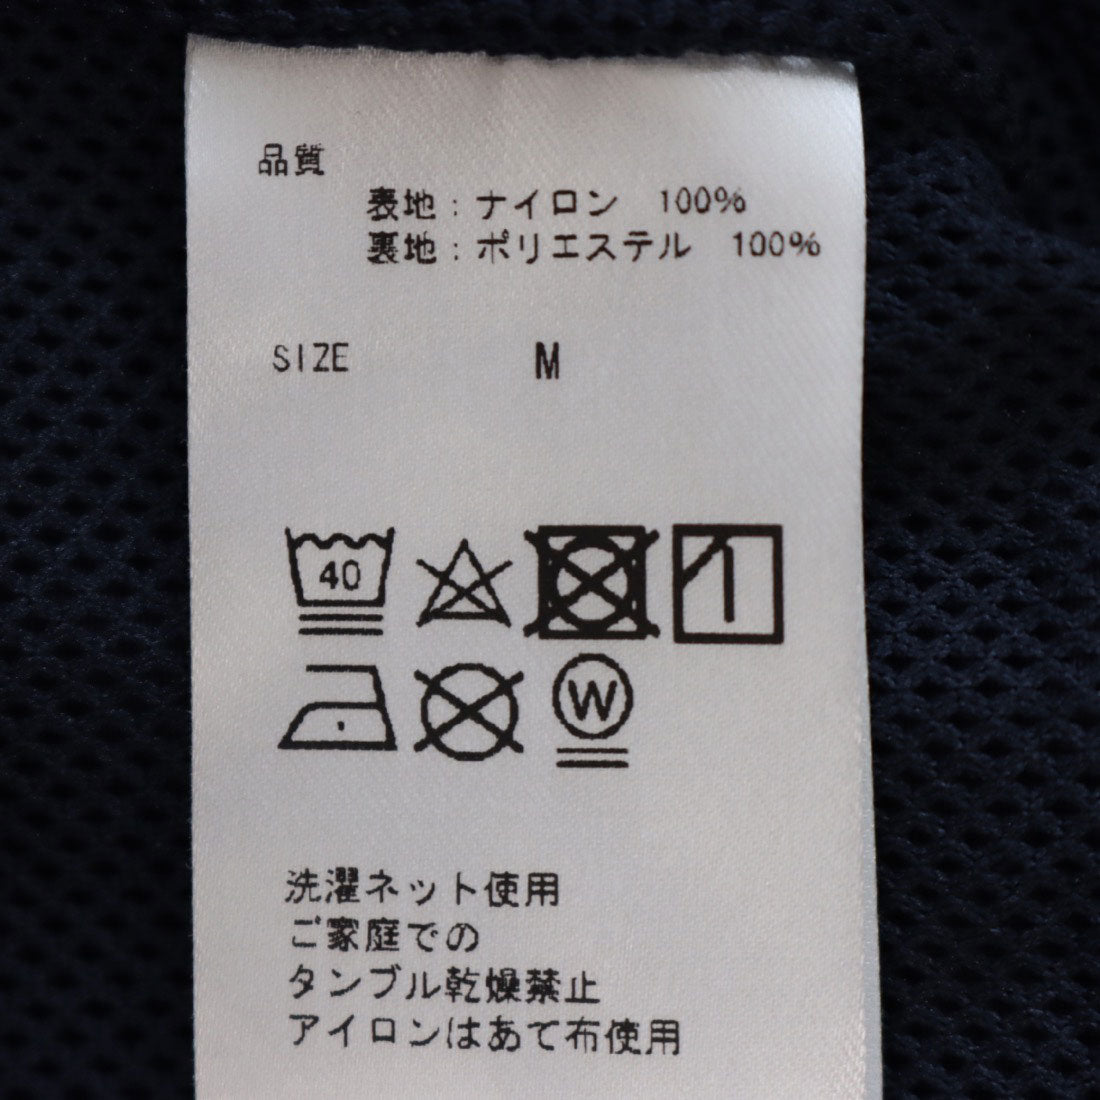 品質
表地：ナイロン 100%
裏地：ポリエステル 100%
SIZE M
40
W
洗濯ネット使用
ご家庭での
タンブル乾燥禁止
アイロンはあて布使用